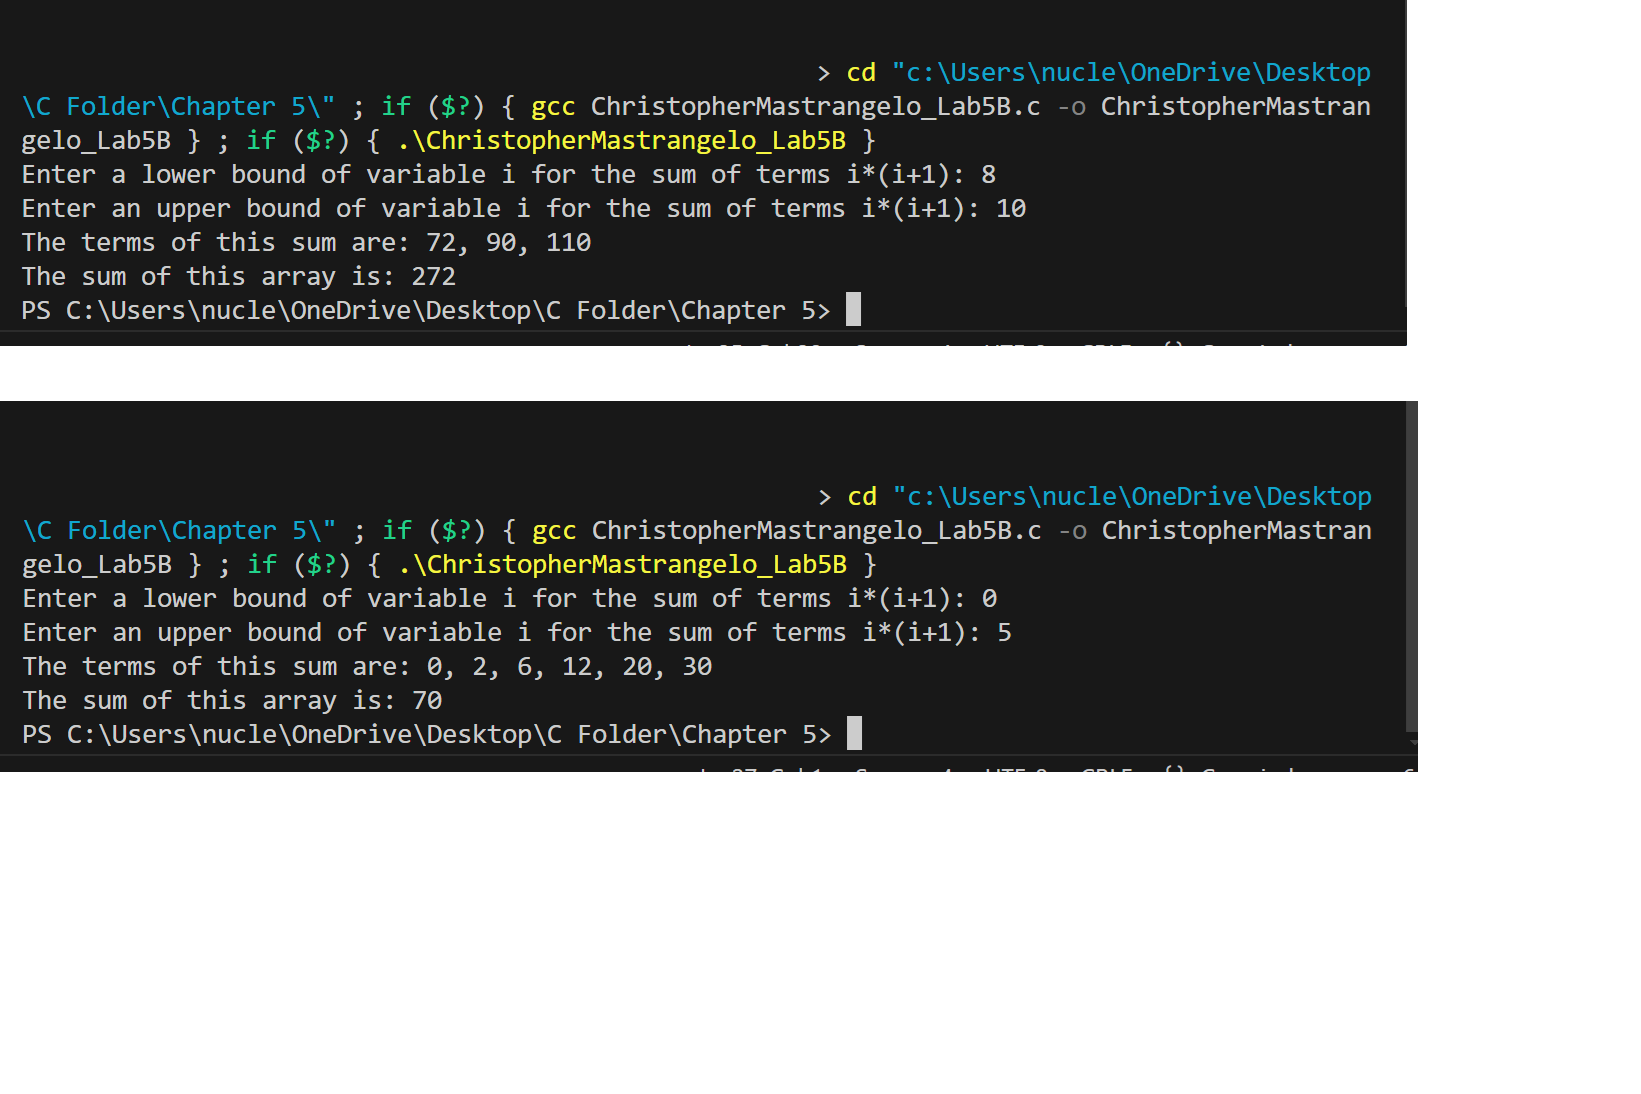 > cd "c:\Users\nucle\OneDrive\Desktop
\C Folder\Chapter 5\" ; if ($?) { gcc ChristopherMastrangelo_Lab5B.c -o ChristopherMastran
gelo_Lab5B } ; if ($?) { .\ChristopherMastrangelo_Lab5B }
Enter a lower bound of variable i for the sum of terms i*(i+1): 8
Enter an upper bound of variable i for the sum of terms i*(i+1): 10
The terms of this sum are: 72, 90, 110
The sum of this array is: 272
PS C:\Users\nucle\OneDrive\Desktop\C Folder\Chapter 5>
> cd "c:\Users\nucle\OneDrive\Desktop
\C Folder\Chapter 5\" ; if ($?) { gcc ChristopherMastrangelo_Lab5B.c -o ChristopherMastran
gelo_Lab5B } ; if ($?) { .\ChristopherMastrangelo_Lab5B }
Enter a lower bound of variable i for the sum of terms i*(i+1): 0
Enter an upper bound of variable i for the sum of terms i*(i+1): 5
The terms of this sum are: 0, 2, 6, 12, 20, 30
The sum of this array is: 70
PS C:\Users\nucle\OneDrive\Desktop\C Folder\Chapter 5>